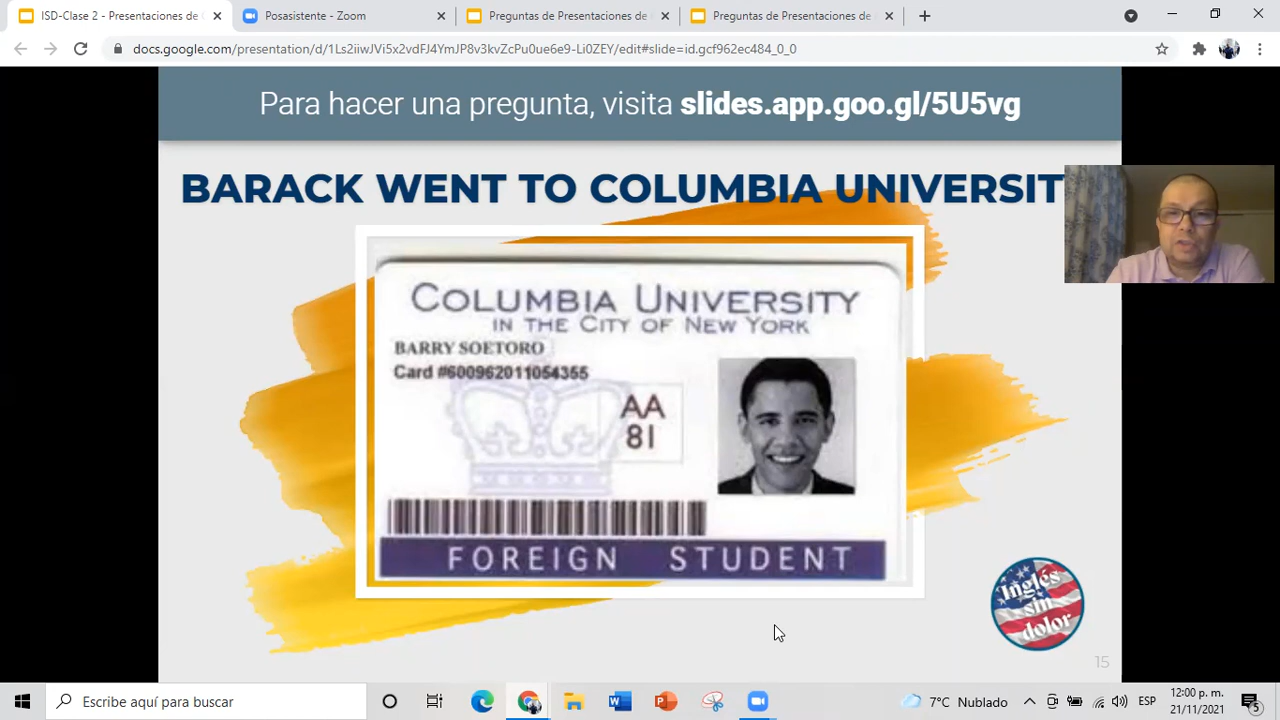 ISD-Clase 2 - Presentaciones de
Posasistente - Zoom
Preguntas de Presentaciones de
Preguntas de Presentaciones de
docs.google.com/presentation/d/1Ls2iiwJVi5x2vdFJ4YmJP8v3kvZcPu0ue6e9-Li0ZEY/edit#slide=id.gcf962ec484_0_0
Para hacer una pregunta, visita slides.app.goo.gl/5U5vg
BARACK WENT TO COLUMBIA UNIVERSIT
COLUMBIA UNIVERSITY
IN THE CITY OF NEW YORK
BARRY SOETORO
Card #600962011054355
AA
81
FOREIGN STUDENT
Inglés
sin
dolor
15
Escribe aquí para buscar
7°C Nublado
ESP
12:00 p. m.
21/11/2021
5